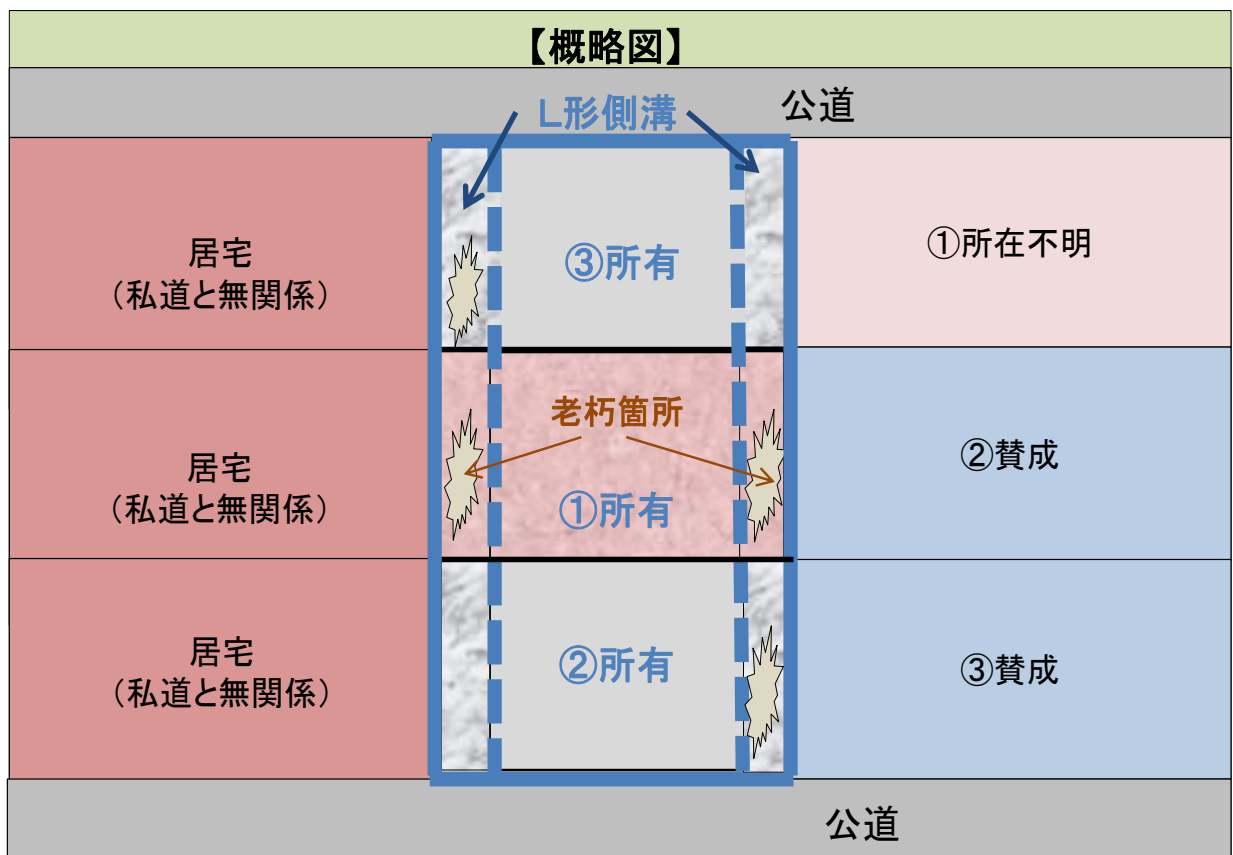 【概略図】
公道
L形側溝
居宅
（私道と無関係）
③所有
①所在不明
居宅
（私道と無関係）
老朽箇所
①所有
②賛成
居宅
（私道と無関係）
②所有
③賛成
公道